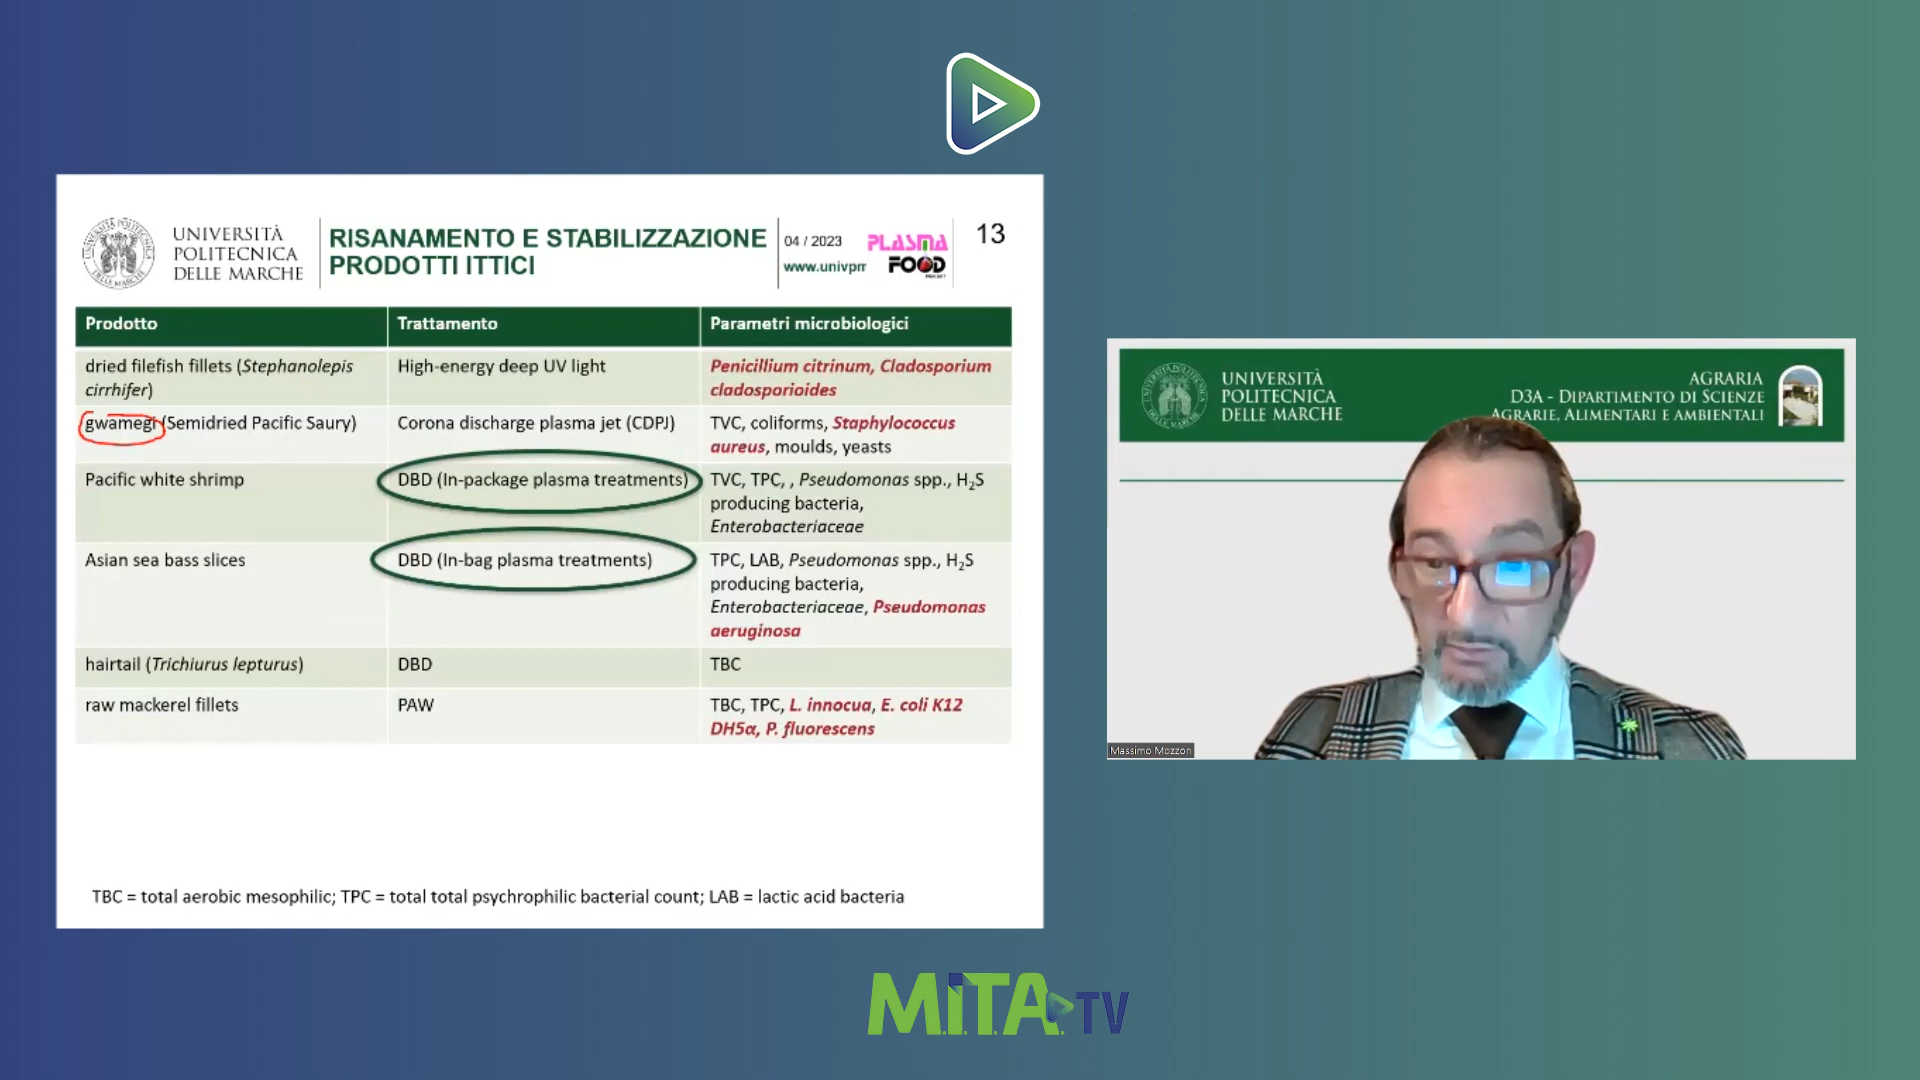 UNIVERSITÀ
POLITECNICA
DELLE MARCHE
RISANAMENTO E STABILIZZAZIONE
PRODOTTI ITTICI
04 / 2023
www.univpm
PLASMA
FOOD
13
Prodotto
Trattamento
Parametri microbiologici
dried filefish fillets (Stephanolepis
cirrhifer)
High-energy deep UV light
Penicillium citrinum, Cladosporium
cladosporioides
gwamegi (Semidried Pacific Saury)
Corona discharge plasma jet (CDPJ)
TVC, coliforms, Staphylococcus
aureus, moulds, yeasts
Pacific white shrimp
DBD (In-package plasma treatments)
TVC, TPC, , Pseudomonas spp., H₂S
producing bacteria,
Enterobacteriaceae
Asian sea bass slices
DBD (In-bag plasma treatments)
TPC, LAB, Pseudomonas spp., H₂S
producing bacteria,
Enterobacteriaceae, Pseudomonas
aeruginosa
hairtail (Trichiurus lepturus)
DBD
TBC
raw mackerel fillets
PAW
TBC, TPC, L. innocua, E. coli K12
DH5α, P. fluorescens
TBC = total aerobic mesophilic; TPC = total total psychrophilic bacterial count; LAB = lactic acid bacteria
UNIVERSITÀ
POLITECNICA
DELLE MARCHE
AGRARIA
D3A - DIPARTIMENTO DI SCIENZE
AGRARIE, ALIMENTARI E AMBIENTALI
Massimo Mozzon
M.I.T.A. TV